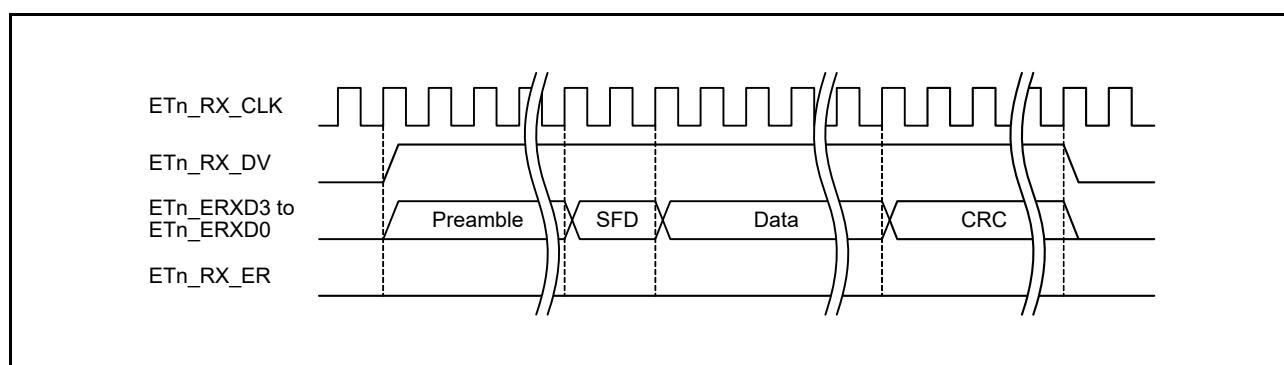 ETn_RX_CLK
ETn_RX_DV
ETn_ERXD3 to
ETn_ERXD0
Preamble SFD Data CRC
ETn_RX_ER